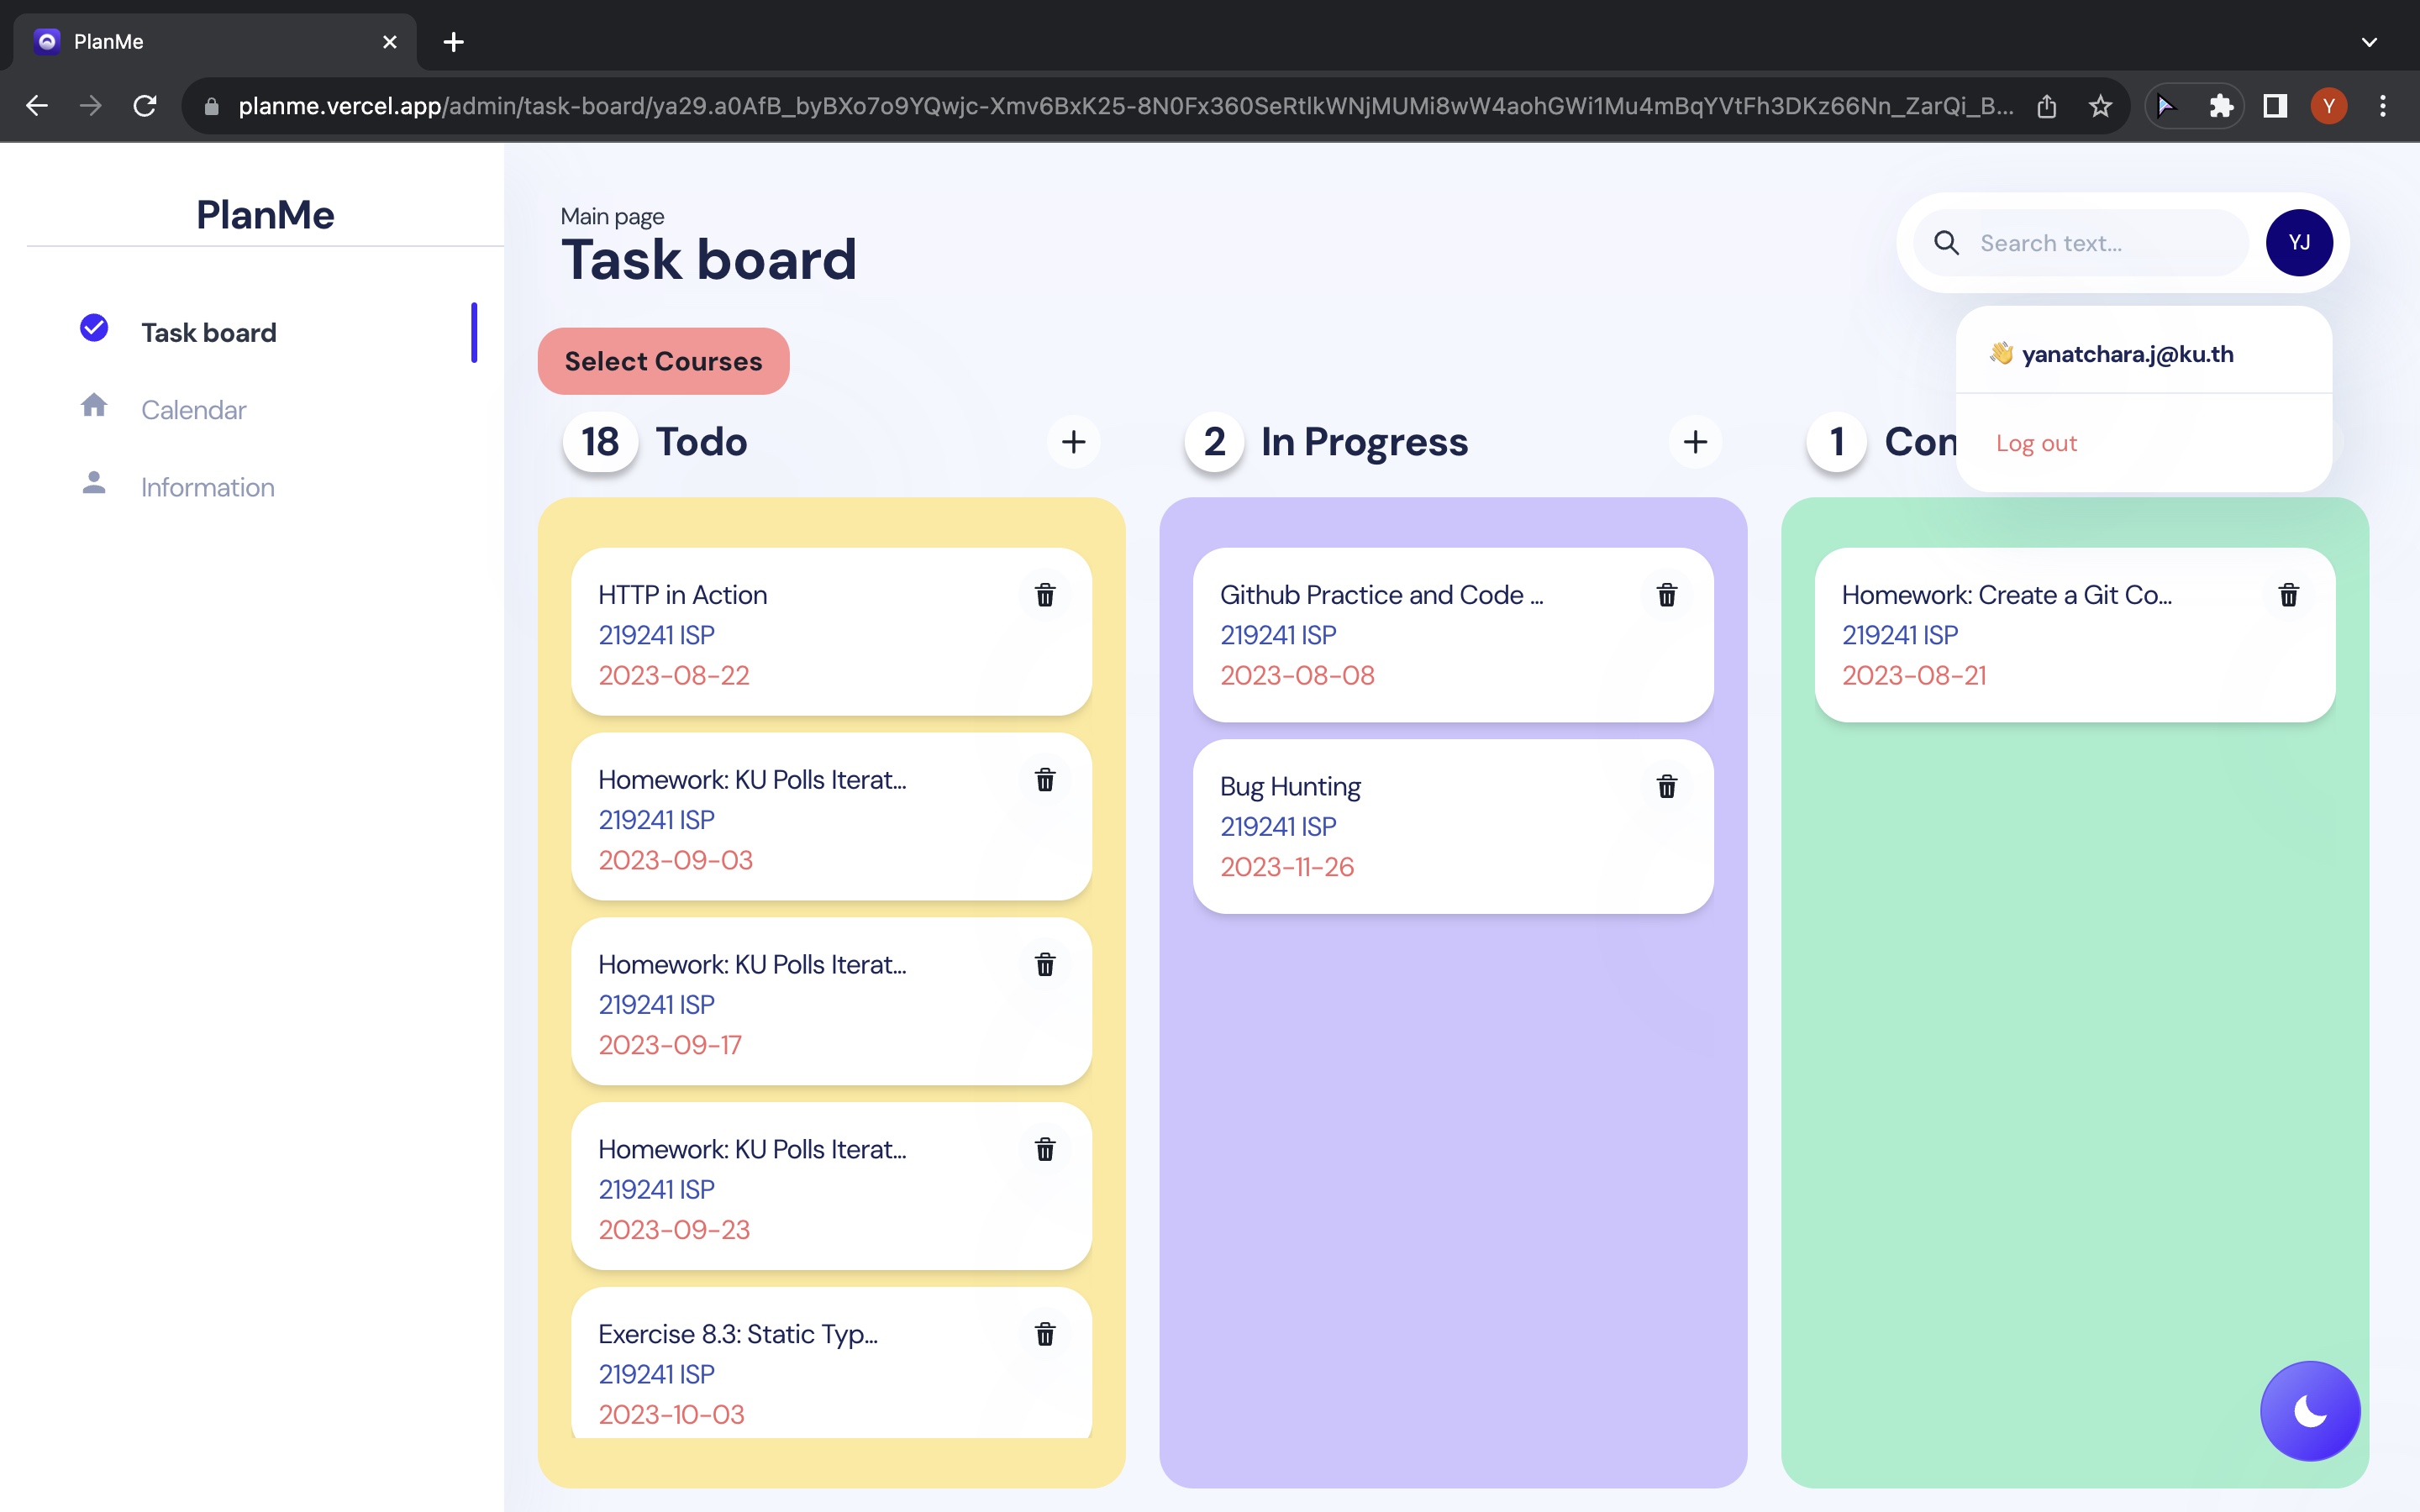 PlanMe
planme.vercel.app/admin/task-board/ya29.a0AfB_byBXo7o9YQwjc-Xmv6BxK25-8N0Fx360SeRtlkWNjMUMi8wW4aohGWi1Mu4mBqYVtFh3DKz66Nn_ZarQi_B...
Y
PlanMe
Task board
Calendar
Information
Main page
Task board
Search text...
YJ
👋 yanatchara.j@ku.th
Log out
Select Courses
18 Todo
HTTP in Action
219241 ISP
2023-08-22
Homework: KU Polls Iterat...
219241 ISP
2023-09-03
Homework: KU Polls Iterat...
219241 ISP
2023-09-17
Homework: KU Polls Iterat...
219241 ISP
2023-09-23
Exercise 8.3: Static Typ...
219241 ISP
2023-10-03
2 In Progress
Github Practice and Code ...
219241 ISP
2023-08-08
Bug Hunting
219241 ISP
2023-11-26
1
Homework: Create a Git Co...
219241 ISP
2023-08-21